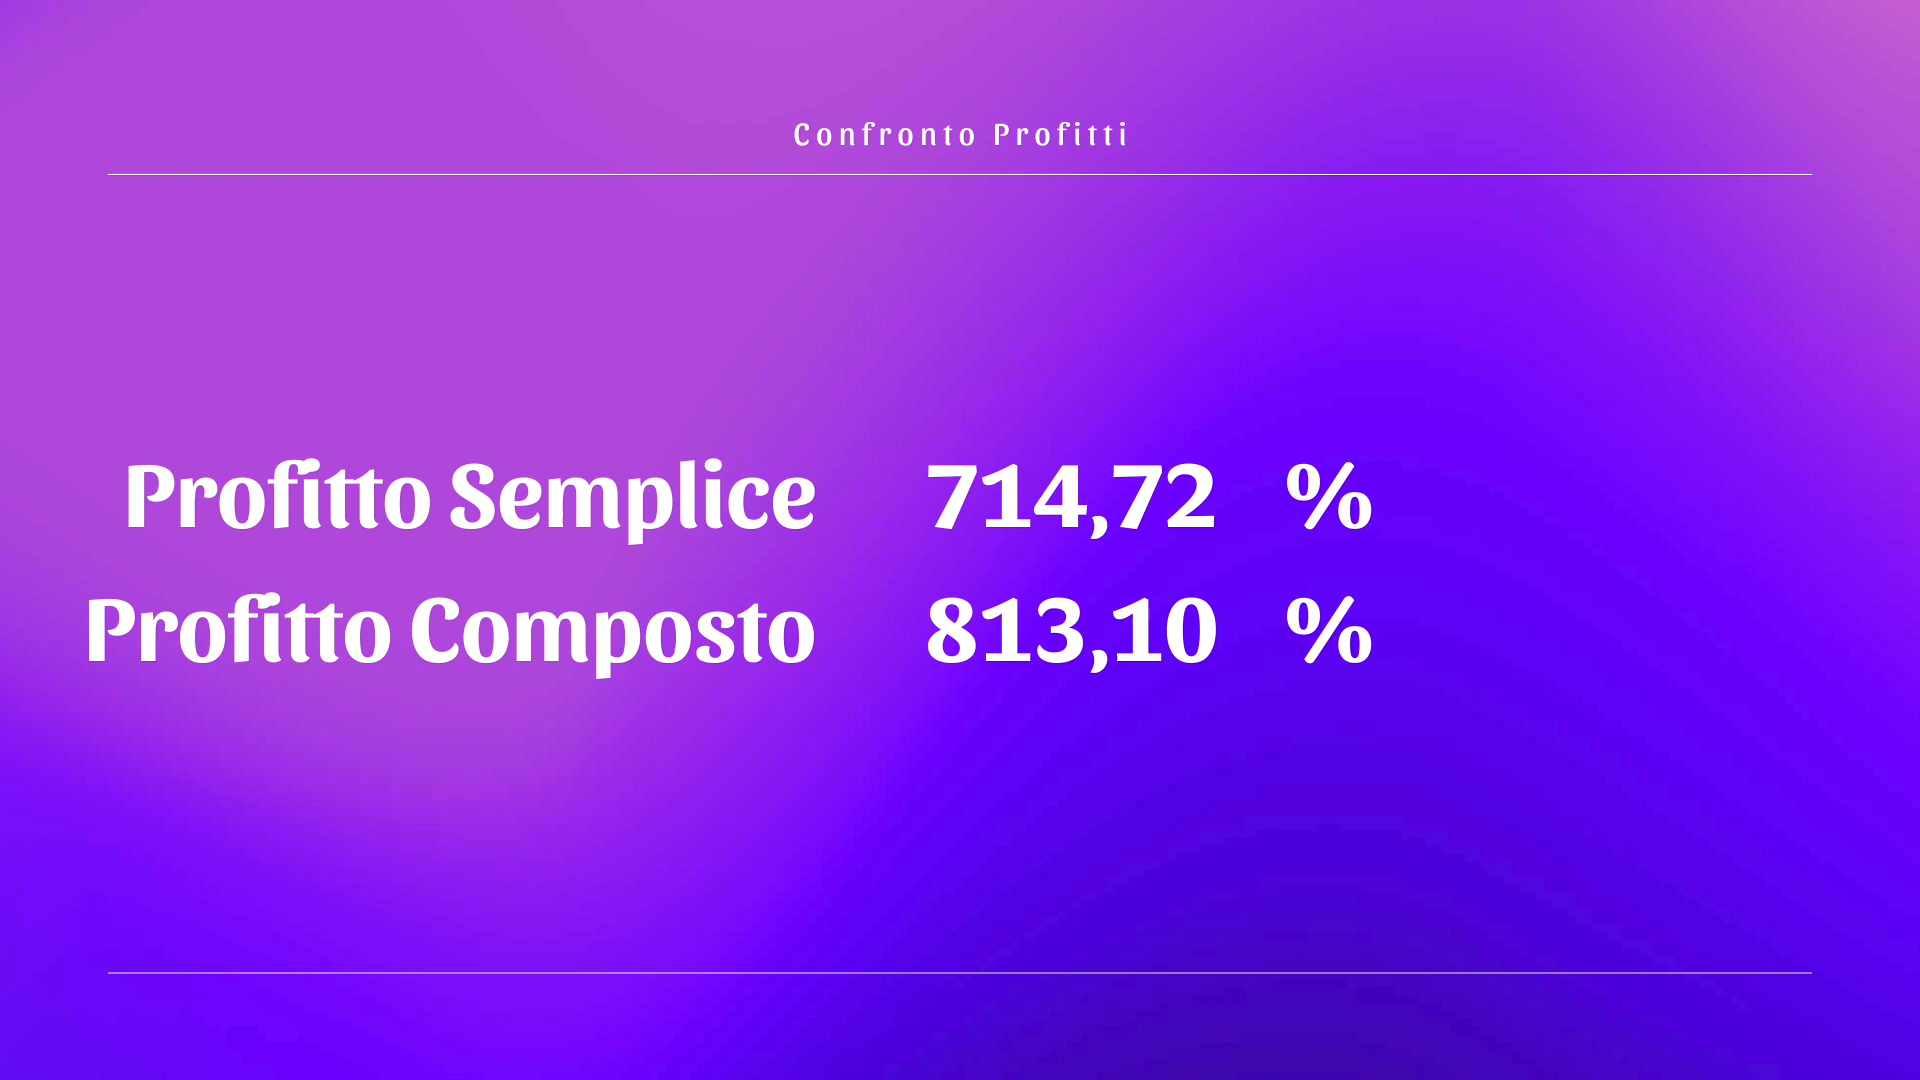 Confronto Profitti
Profitto Semplice 714,72 %
Profitto Composto 813,10 %